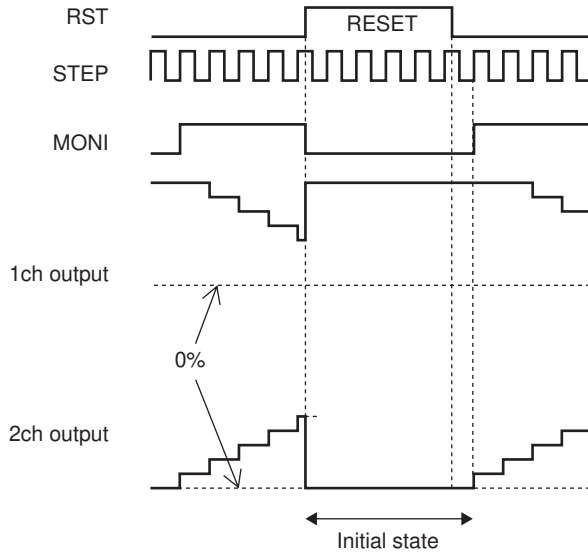 RST
RESET
STEP
MONI
1ch output
0%
2ch output
Initial state